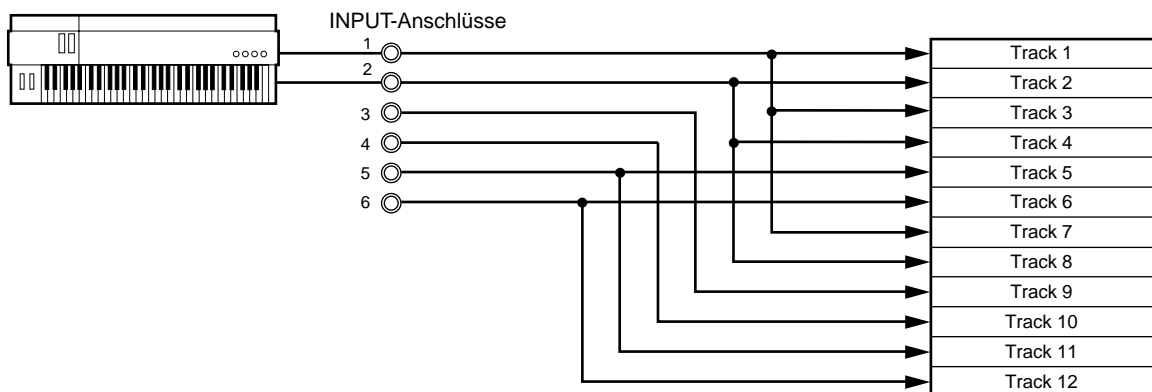 INPUT-Anschlüsse
1
2
3
4
5
6
Track 1
Track 2
Track 3
Track 4
Track 5
Track 6
Track 7
Track 8
Track 9
Track 10
Track 11
Track 12